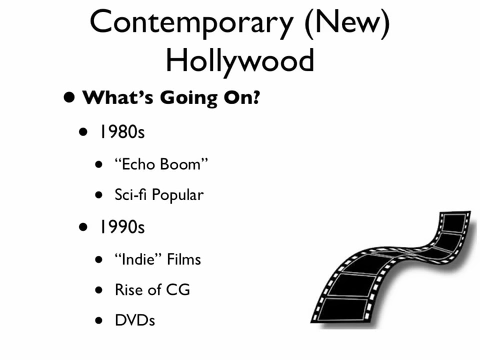 Contemporary (New)
Hollywood
• What's Going On?
• 1980s
• “Echo Boom”
• Sci-fi Popular
• 1990s
• “Indie” Films
• Rise of CG
• DVDs